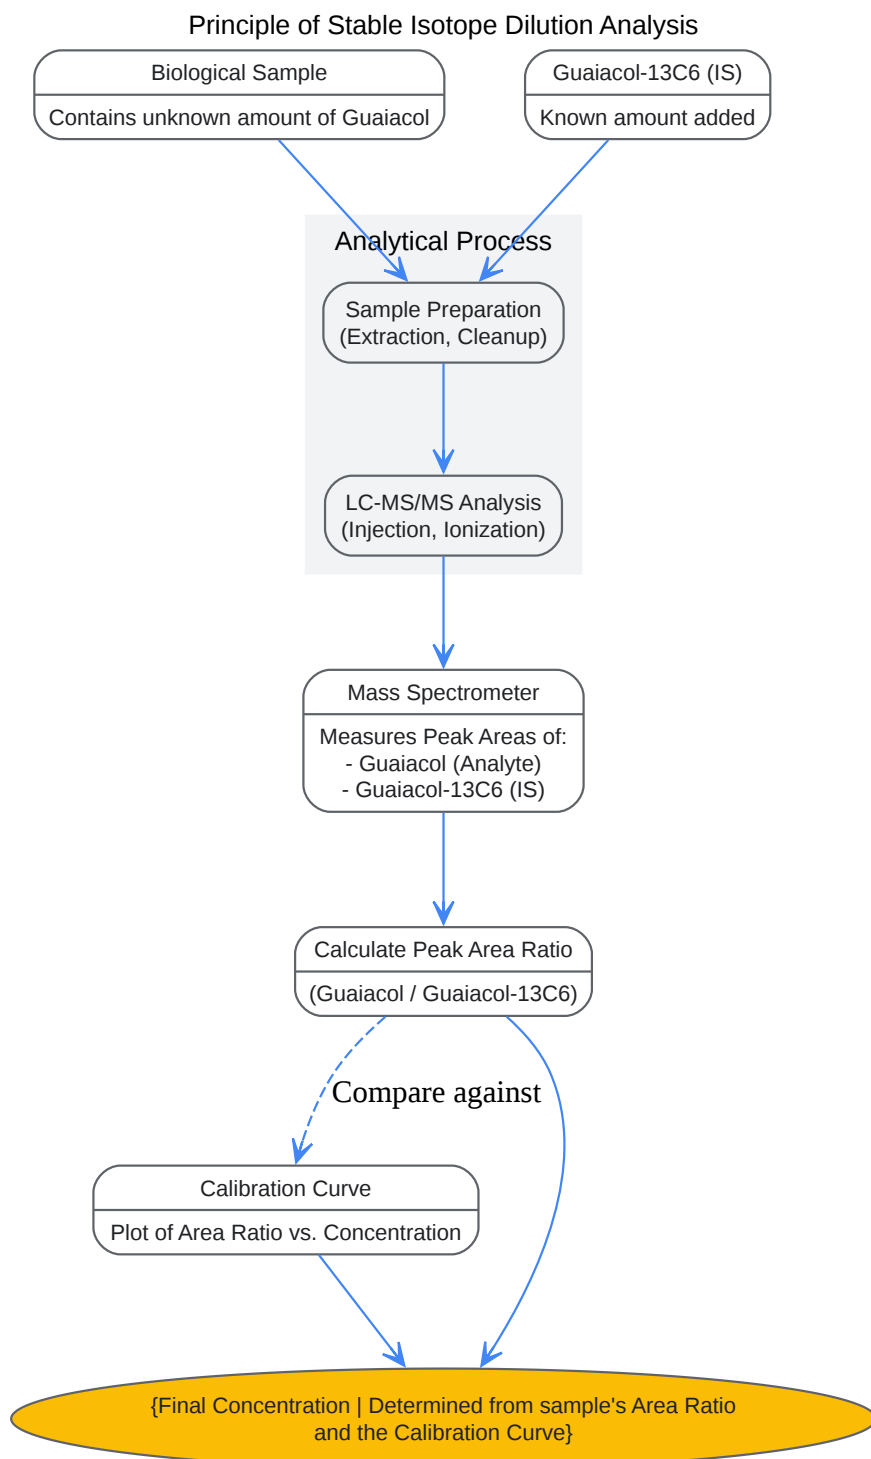 Principle of Stable Isotope Dilution Analysis
Biological Sample
Contains unknown amount of Guaiacol
Guaiacol-13C6 (IS)
Known amount added
Analytical Process
Sample Preparation
(Extraction, Cleanup)
LC-MS/MS Analysis
(Injection, Ionization)
Mass Spectrometer
Measures Peak Areas of:
- Guaiacol (Analyte)
- Guaiacol-13C6 (IS)
Calculate Peak Area Ratio
(Guaiacol / Guaiacol-13C6)
Compare against
Calibration Curve
Plot of Area Ratio vs. Concentration
{Final Concentration | Determined from sample's Area Ratio
and the Calibration Curve}